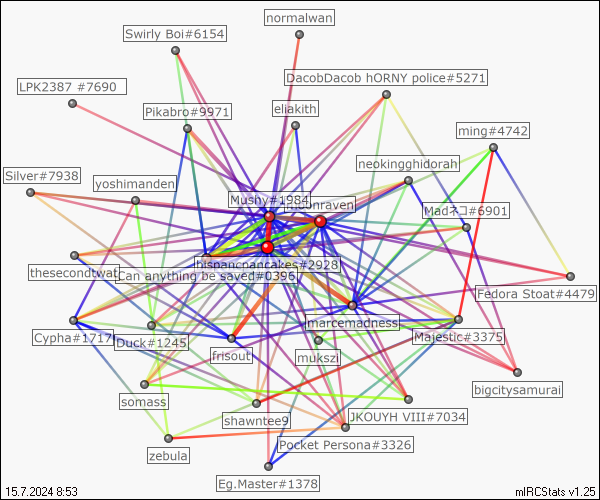 normalwan
Swirly Boi#6154
DacobDacob hORNY police#5271
LPK2387 #7690
Pikabro#9971
eliakith
ming#4742
neokingghidorah
Silver#7938
yoshimanden
Mushy#1984
moonraven
Madネコ#6901
thesecondtwat
hisnancnancakes#2928
Can anything be saved#0396
Fedora Stoat#4479
marcemadness
Cypha#1717
Duck#1245
frisout
mukszi
Majestic#3375
bigcitysamurai
somass
shawntee9
JKOUYH VIII#7034
Pocket Persona#3326
zebula
Eg.Master#1378
15.7.2024 8:53
mIRCStats v1.25